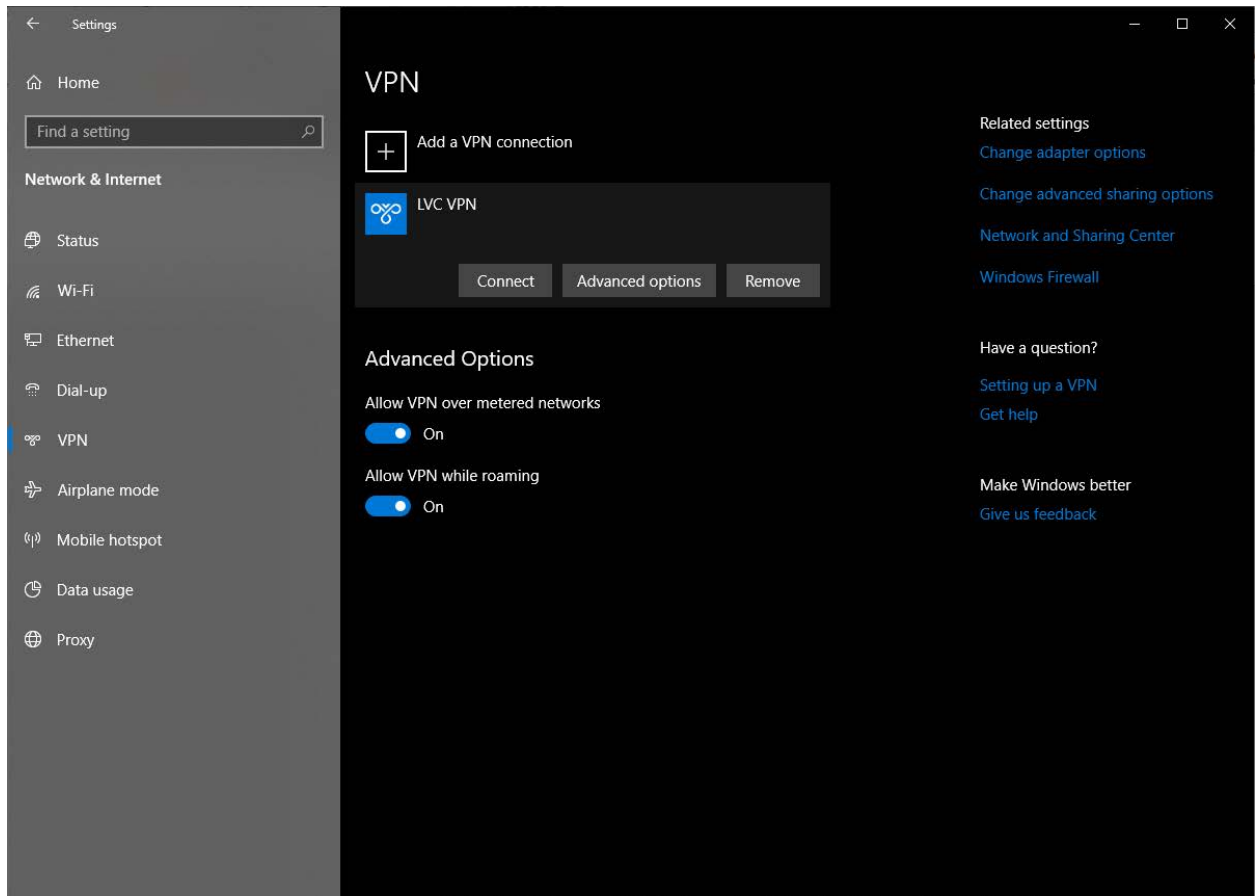 Settings
Home
Find a setting
Network & Internet
Status
Wi-Fi
Ethernet
Dial-up
VPN
Airplane mode
Mobile hotspot
Data usage
Proxy
VPN
Add a VPN connection
LVC VPN
Connect
Advanced options
Remove
Advanced Options
Allow VPN over metered networks
On
Allow VPN while roaming
On
Related settings
Change adapter options
Change advanced sharing options
Network and Sharing Center
Windows Firewall
Have a question?
Setting up a VPN
Get help
Make Windows better
Give us feedback